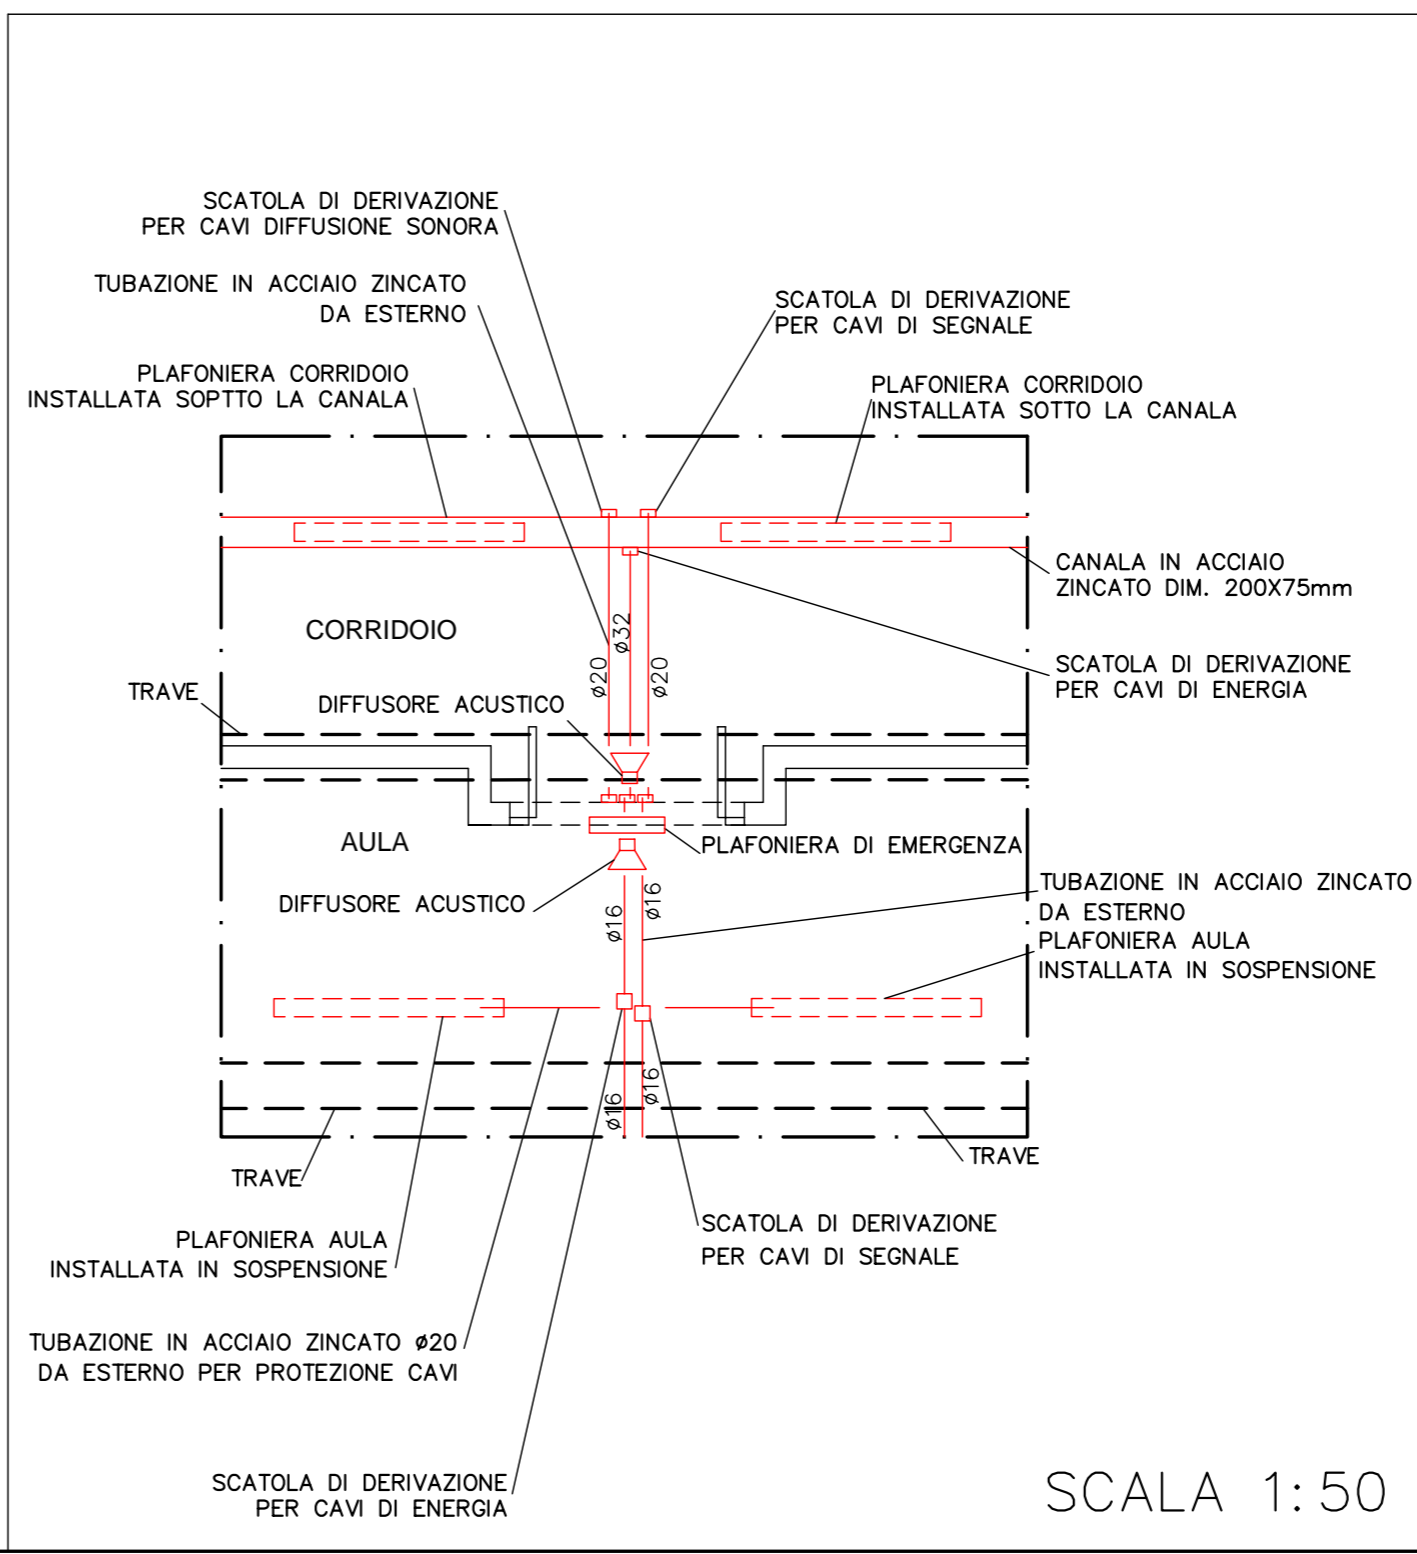 SCATOLA DI DERIVAZIONE
PER CAVI DIFFUSIONE SONORA
TUBAZIONE IN ACCIAIO ZINCATO
DA ESTERNO
SCATOLA DI DERIVAZIONE
PER CAVI DI SEGNALE
PLAFONIERA CORRIDOIO
INSTALLATA SOPTTO LA CANALA
PLAFONIERA CORRIDOIO
INSTALLATA SOTTO LA CANALA
CANALA IN ACCIAIO
ZINCATO DIM. 200X75mm
CORRIDOIO
ø32
ø20
ø20
SCATOLA DI DERIVAZIONE
PER CAVI DI ENERGIA
TRAVE
DIFFUSORE ACUSTICO
AULA
PLAFONIERA DI EMERGENZA
DIFFUSORE ACUSTICO
ø16
ø16
TUBAZIONE IN ACCIAIO ZINCATO
DA ESTERNO
PLAFONIERA AULA
INSTALLATA IN SOSPENSIONE
ø16
ø16
TRAVE
TRAVE
SCATOLA DI DERIVAZIONE
PER CAVI DI SEGNALE
PLAFONIERA AULA
INSTALLATA IN SOSPENSIONE
TUBAZIONE IN ACCIAIO ZINCATO ø20
DA ESTERNO PER PROTEZIONE CAVI
SCATOLA DI DERIVAZIONE
PER CAVI DI ENERGIA
SCALA 1:50